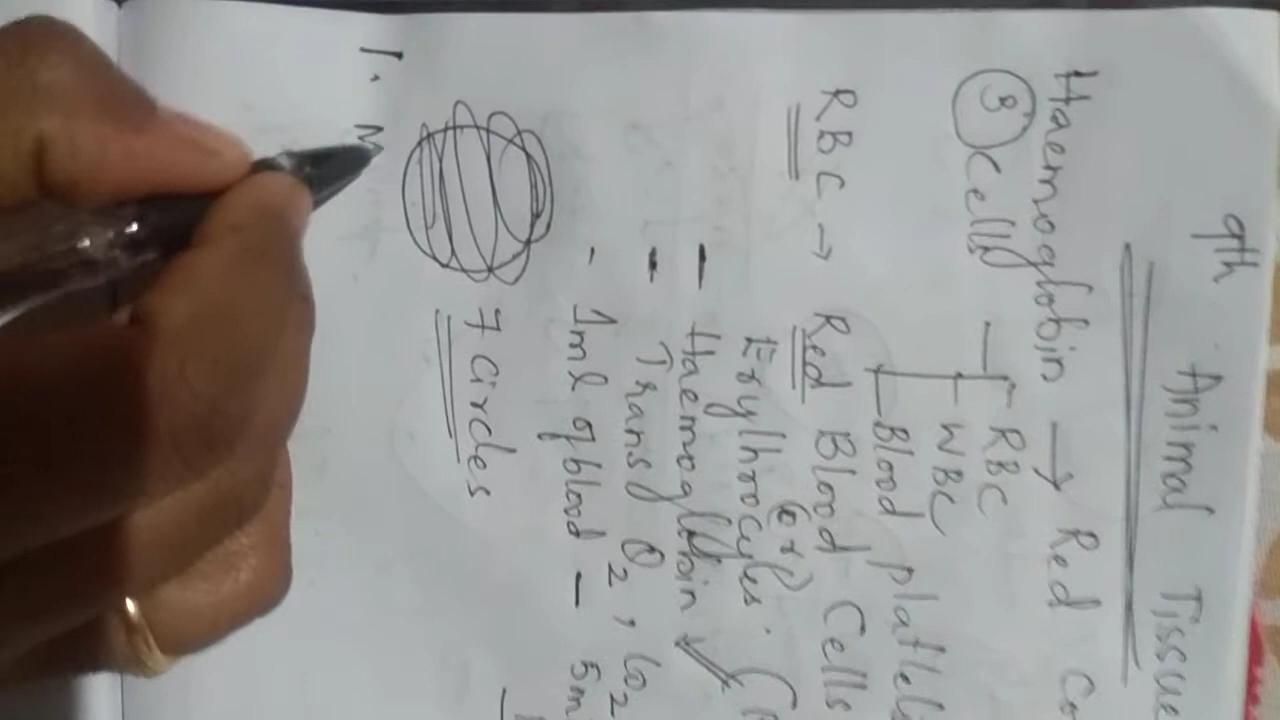 9th Animal Tissue
Haemoglobin → Red Co
3 Cells — RBC
WBC
Blood platlel
RBC → Red Blood Cells
(or)
Erythrocytes.
- Haemoglobin
- Trans O2, Co2
- 1ml of blood - 5m
7 Circles
1. M